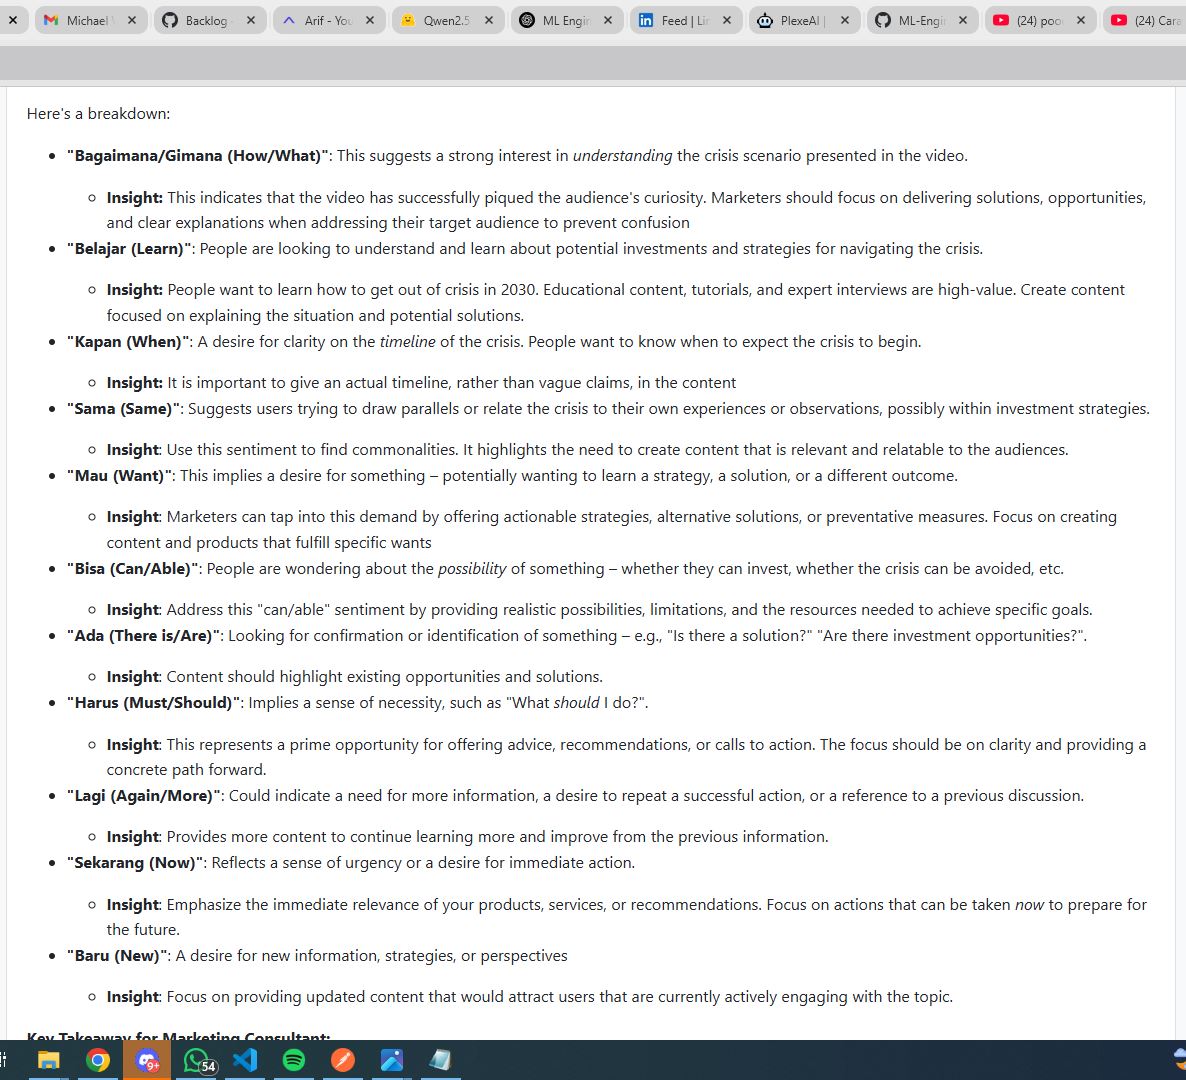 Michael
Backlog
Arif - You
Qwen2.5
ML Engin
Feed | Lin
PlexeAI |
ML-Engi
(24) poo
(24) Cara
Here's a breakdown:
"Bagaimana/Gimana (How/What)": This suggests a strong interest in understanding the crisis scenario presented in the video.
Insight: This indicates that the video has successfully piqued the audience's curiosity. Marketers should focus on delivering solutions, opportunities,
and clear explanations when addressing their target audience to prevent confusion
"Belajar (Learn)": People are looking to understand and learn about potential investments and strategies for navigating the crisis.
Insight: People want to learn how to get out of crisis in 2030. Educational content, tutorials, and expert interviews are high-value. Create content
focused on explaining the situation and potential solutions.
"Kapan (When)": A desire for clarity on the timeline of the crisis. People want to know when to expect the crisis to begin.
Insight: It is important to give an actual timeline, rather than vague claims, in the content
"Sama (Same)": Suggests users trying to draw parallels or relate the crisis to their own experiences or observations, possibly within investment strategies.
Insight: Use this sentiment to find commonalities. It highlights the need to create content that is relevant and relatable to the audiences.
"Mau (Want)": This implies a desire for something – potentially wanting to learn a strategy, a solution, or a different outcome.
Insight: Marketers can tap into this demand by offering actionable strategies, alternative solutions, or preventative measures. Focus on creating
content and products that fulfill specific wants
"Bisa (Can/Able)": People are wondering about the possibility of something – whether they can invest, whether the crisis can be avoided, etc.
Insight: Address this "can/able" sentiment by providing realistic possibilities, limitations, and the resources needed to achieve specific goals.
"Ada (There is/Are)": Looking for confirmation or identification of something – e.g., "Is there a solution?" "Are there investment opportunities?".
Insight: Content should highlight existing opportunities and solutions.
"Harus (Must/Should)": Implies a sense of necessity, such as "What should I do?".
Insight: This represents a prime opportunity for offering advice, recommendations, or calls to action. The focus should be on clarity and providing a
concrete path forward.
"Lagi (Again/More)": Could indicate a need for more information, a desire to repeat a successful action, or a reference to a previous discussion.
Insight: Provides more content to continue learning more and improve from the previous information.
"Sekarang (Now)": Reflects a sense of urgency or a desire for immediate action.
Insight: Emphasize the immediate relevance of your products, services, or recommendations. Focus on actions that can be taken now to prepare for
the future.
"Baru (New)": A desire for new information, strategies, or perspectives
Insight: Focus on providing updated content that would attract users that are currently actively engaging with the topic.
Key Takeaway for Marketing Consultant:
9+
54